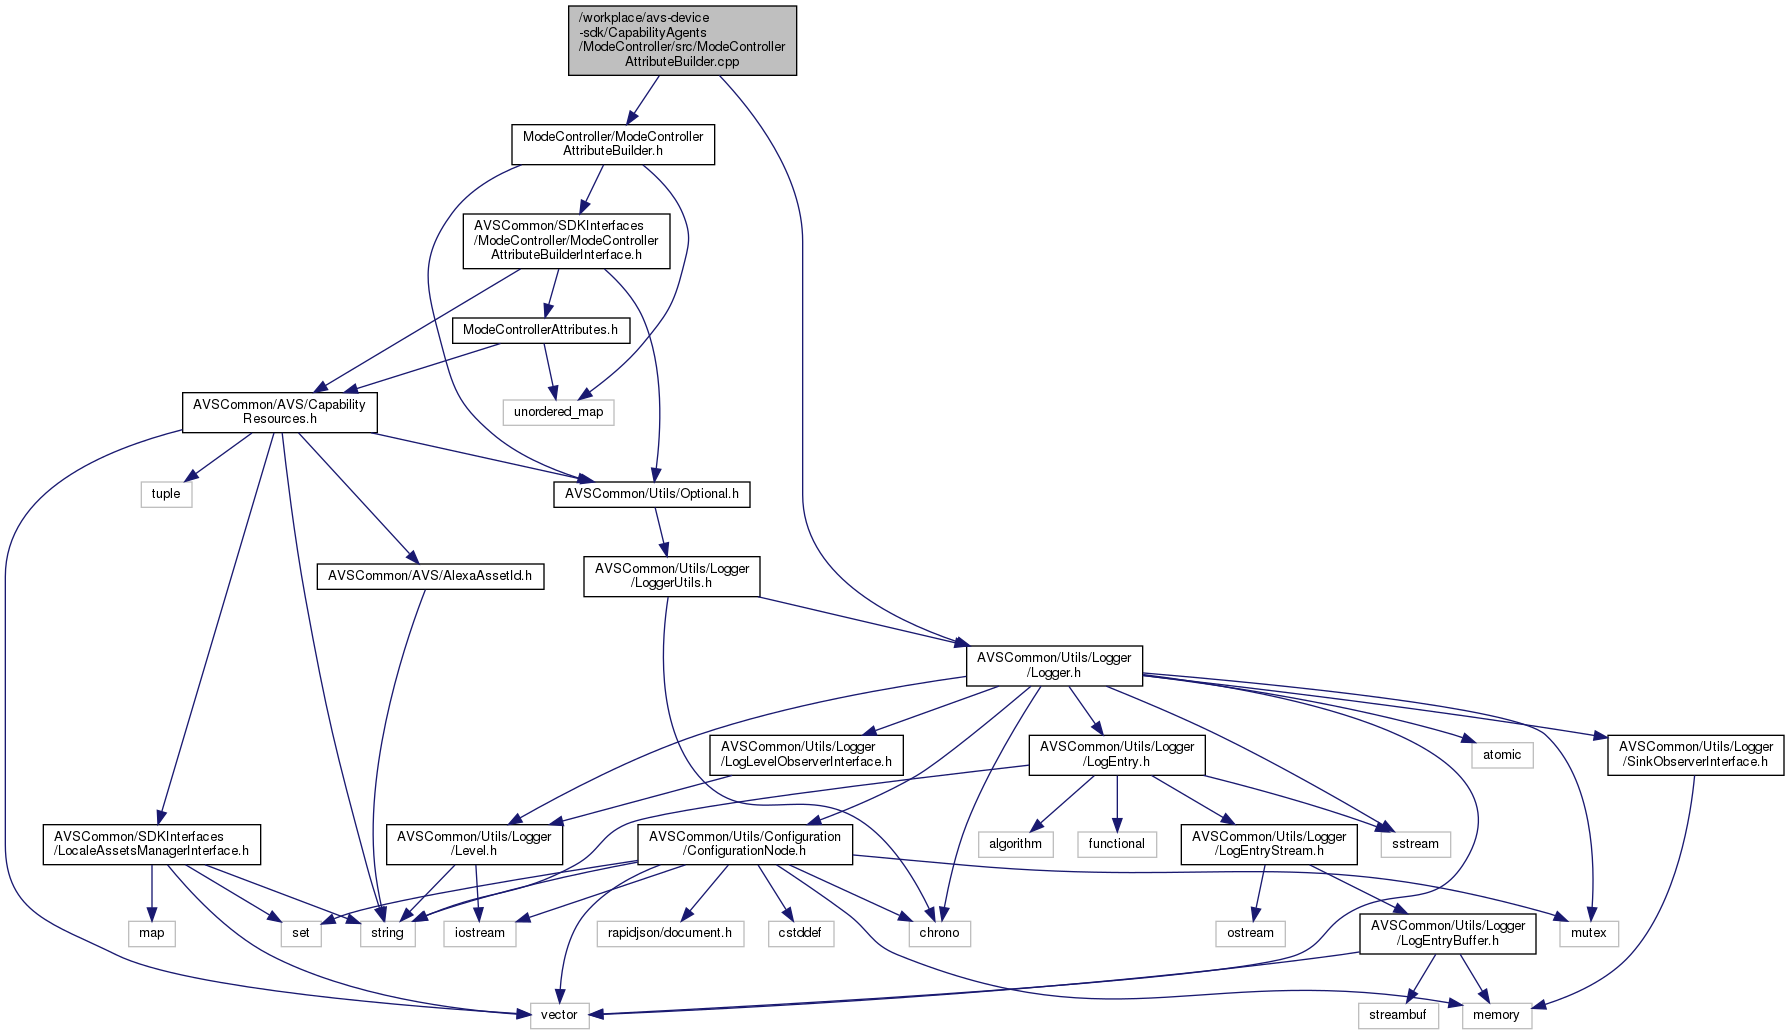 /workplace/avs-device
-sdk/CapabilityAgents
/ModeController/src/ModeController
AttributeBuilder.cpp
ModeController/ModeController
AttributeBuilder.h
AVSCommon/SDKInterfaces
/ModeController/ModeController
AttributeBuilderInterface.h
ModeControllerAttributes.h
AVSCommon/AVS/Capability
Resources.h
unordered_map
tuple
AVSCommon/Utils/Optional.h
AVSCommon/AVS/AlexaAssetId.h
AVSCommon/Utils/Logger
/LoggerUtils.h
AVSCommon/Utils/Logger
/Logger.h
AVSCommon/Utils/Logger
/LogLevelObserverInterface.h
AVSCommon/Utils/Logger
/LogEntry.h
atomic
AVSCommon/Utils/Logger
/SinkObserverInterface.h
AVSCommon/SDKInterfaces
/LocaleAssetsManagerInterface.h
AVSCommon/Utils/Logger
/Level.h
AVSCommon/Utils/Configuration
/ConfigurationNode.h
algorithm
functional
AVSCommon/Utils/Logger
/LogEntryStream.h
sstream
map
set
string
iostream
rapidjson/document.h
cstddef
chrono
ostream
AVSCommon/Utils/Logger
/LogEntryBuffer.h
mutex
vector
streambuf
memory